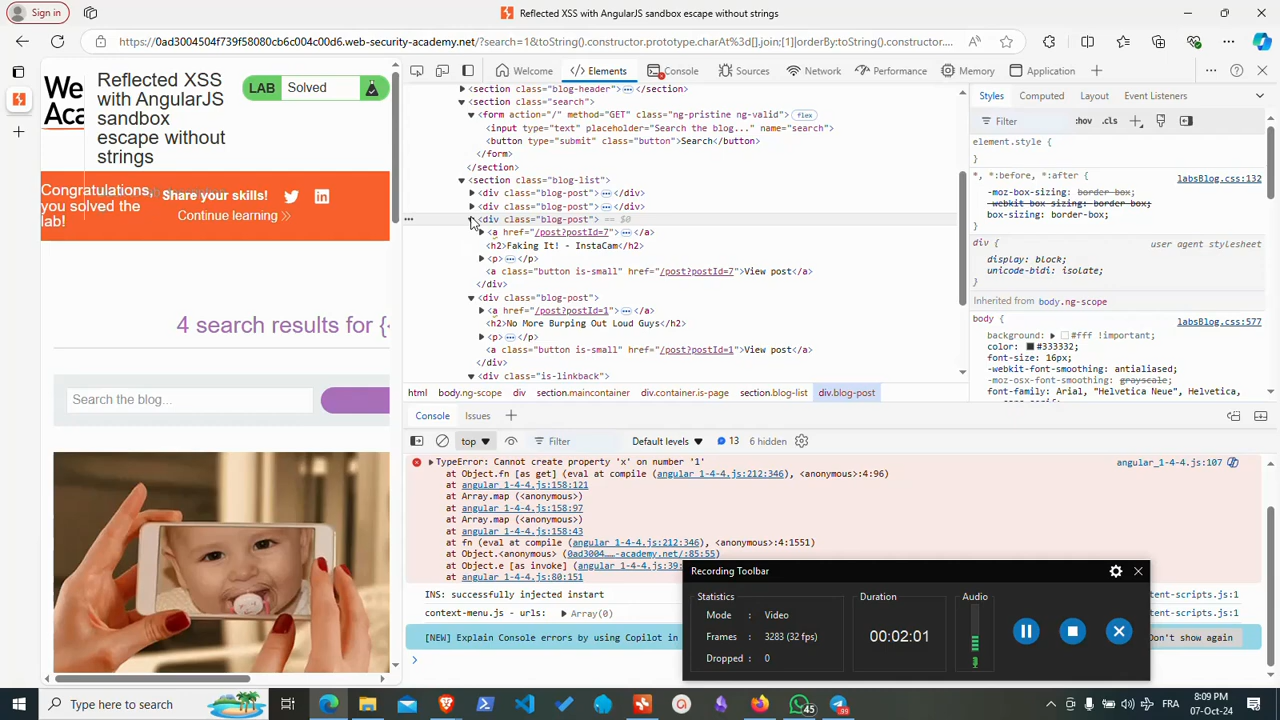 Sign in
Reflected XSS with AngularJS sandbox escape without strings
https://0ad3004504f739f58080cb6c004c00d6.web-security-academy.net/?search=1&toString().constructor.prototype.charAt%3d[].join;[1]|orderBy:toString().constructor....
We
Aca
Reflected XSS
with AngularJS
sandbox
escape without
strings
LAB Solved
Congratulations,
you solved the
lab!
Share your skills!
Continue learning
4 search results for {
Search the blog...
Welcome
Elements
Console
Sources
Network
Performance
Memory
Application
<section class="blog-header"> </section>
<section class="search">
<form action="/" method="GET" class="ng-pristine ng-valid"> flex
<input type="text" placeholder="Search the blog..." name="search">
<button type="submit" class="button">Search</button>
</form>
</section>
<section class="blog-list">
<div class="blog-post"> </div>
<div class="blog-post"> </div>
<div class="blog-post"> == $0
<a href="/post?postId=7"> </a>
<h2>Faking It! - InstaCam</h2>
<p> </p>
<a class="button is-small" href="/post?postId=7">View post</a>
</div>
<div class="blog-post">
<a href="/post?postId=1"> </a>
<h2>No More Burping Out Loud Guys</h2>
<p> </p>
<a class="button is-small" href="/post?postId=1">View post</a>
</div>
<div class="is-linkback">
html body.ng-scope div section.maincontainer div.container.is-page section.blog-list div.blog-post
Styles Computed Layout Event Listeners
Filter :hov .cls
element.style {
}
*, *:before, *:after { labsBlog.css:132
-moz-box-sizing: border-box;
-webkit-box-sizing: border-box;
box-sizing: border-box;
}
div { user agent stylesheet
display: block;
unicode-bidi: isolate;
}
Inherited from body.ng-scope
body { labsBlog.css:577
background: #fff !important;
color: #333332;
font-size: 16px;
-webkit-font-smoothing: antialiased;
-moz-osx-font-smoothing: grayscale;
font-family: Arial, "Helvetica Neue", Helvetica,
Console Issues
top Filter Default levels 13 6 hidden
TypeError: Cannot create property 'x' on number '1' angular_1-4-4.js:107
at Object.fn [as get] (eval at compile (angular_1-4-4.js:212:346), <anonymous>:4:96)
at angular_1-4-4.js:158:121
at Array.map (<anonymous>)
at angular_1-4-4.js:158:97
at Array.map (<anonymous>)
at angular_1-4-4.js:158:43
at fn (eval at compile (angular_1-4-4.js:212:346), <anonymous>:4:1551)
at Object.<anonymous> (0ad3004....-academy.net/:85:55)
at Object.e [as invoke] (angular_1-4-4.js:39:
at angular_1-4-4.js:80:151
INS: successfully injected instart tent-scripts.js:1
context-menu.js - urls: Array(0) tent-scripts.js:1
[NEW] Explain Console errors by using Copilot in Don't show again
Recording Toolbar
Statistics
Mode : Video
Frames : 3283 (32 fps)
Dropped : 0
Duration
00:02:01
Audio
Type here to search
45
99
FRA
8:09 PM
07-Oct-24